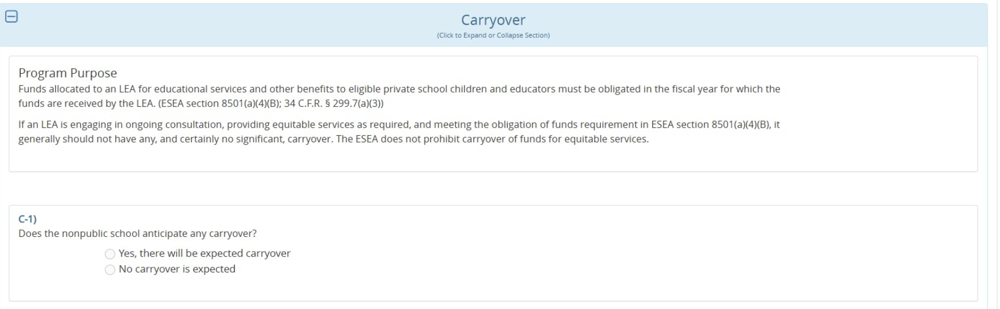 Carryover
(Click to Expand or Collapse Section)
Program Purpose
Funds allocated to an LEA for educational services and other benefits to eligible private school children and educators must be obligated in the fiscal year for which the
funds are received by the LEA. (ESEA section 8501(a)(4)(B); 34 C.F.R. § 299.7(a)(3))
If an LEA is engaging in ongoing consultation, providing equitable services as required, and meeting the obligation of funds requirement in ESEA section 8501(a)(4)(B), it
generally should not have any, and certainly no significant, carryover. The ESEA does not prohibit carryover of funds for equitable services.
C-1)
Does the nonpublic school anticipate any carryover?
Yes, there will be expected carryover
No carryover is expected